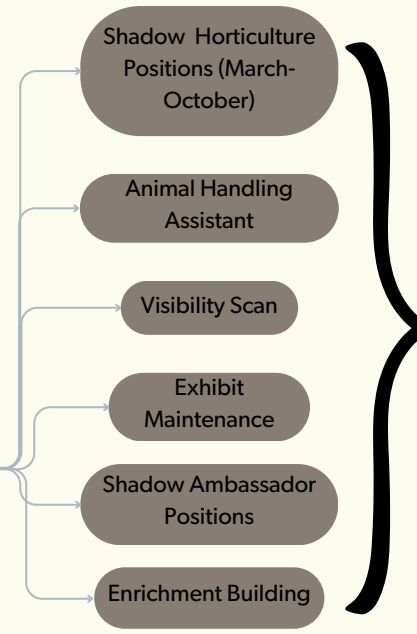 Shadow Horticulture
Positions (March-
October)
Animal Handling
Assistant
Visibility Scan
Exhibit
Maintenance
Shadow Ambassador
Positions
Enrichment Building